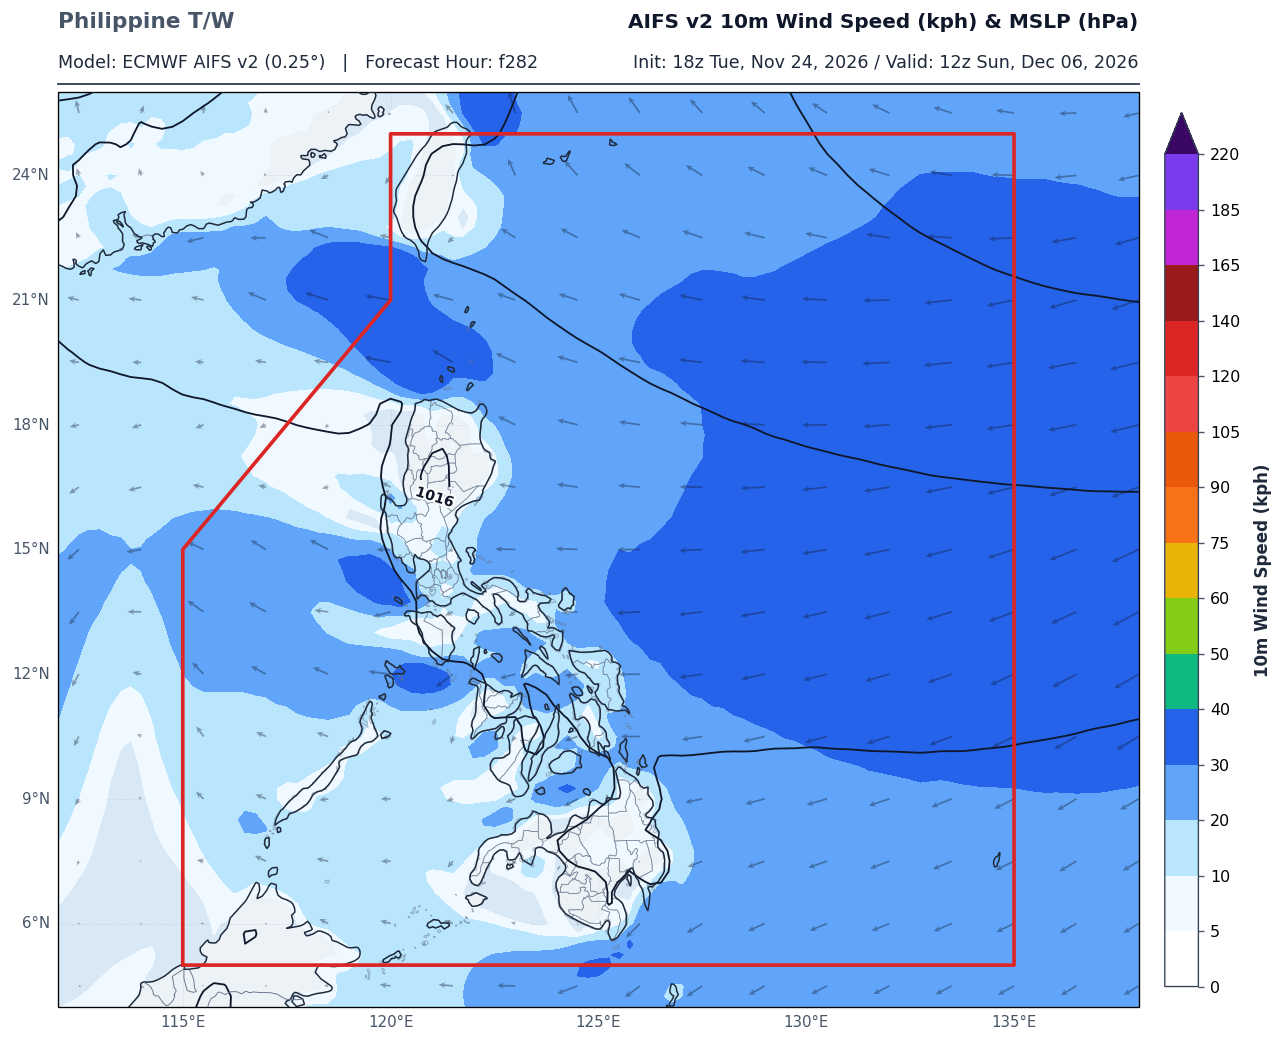 Philippine T/W
AIFS v2 10m Wind Speed (kph) & MSLP (hPa)
Model: ECMWF AIFS v2 (0.25°) | Forecast Hour: f282
Init: 18z Tue, Nov 24, 2026 / Valid: 12z Sun, Dec 06, 2026
24°N
21°N
18°N
15°N
12°N
9°N
6°N
1016
115°E
120°E
125°E
130°E
135°E
220
185
165
140
120
105
90
75
60
50
40
30
20
10
5
0
10m Wind Speed (kph)